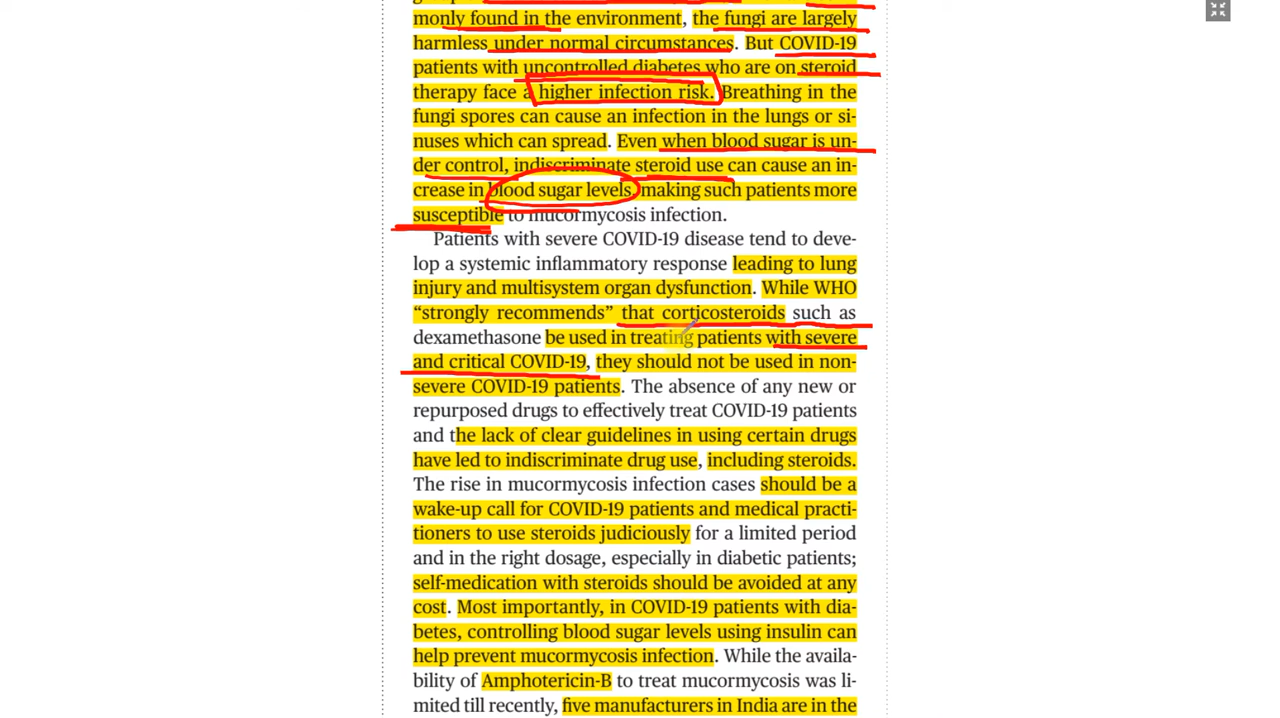 monly found in the environment, the fungi are largely
harmless under normal circumstances. But COVID-19
patients with uncontrolled diabetes who are on steroid
therapy face a higher infection risk. Breathing in the
fungi spores can cause an infection in the lungs or si-
nuses which can spread. Even when blood sugar is un-
der control, indiscriminate steroid use can cause an in-
crease in blood sugar levels, making such patients more
susceptible to mucormycosis infection.
Patients with severe COVID-19 disease tend to deve-
lop a systemic inflammatory response leading to lung
injury and multisystem organ dysfunction. While WHO
“strongly recommends” that corticosteroids such as
dexamethasone be used in treating patients with severe
and critical COVID-19, they should not be used in non-
severe COVID-19 patients. The absence of any new or
repurposed drugs to effectively treat COVID-19 patients
and the lack of clear guidelines in using certain drugs
have led to indiscriminate drug use, including steroids.
The rise in mucormycosis infection cases should be a
wake-up call for COVID-19 patients and medical practi-
tioners to use steroids judiciously for a limited period
and in the right dosage, especially in diabetic patients;
self-medication with steroids should be avoided at any
cost. Most importantly, in COVID-19 patients with dia-
betes, controlling blood sugar levels using insulin can
help prevent mucormycosis infection. While the availa-
bility of Amphotericin-B to treat mucormycosis was li-
mited till recently, five manufacturers in India are in the